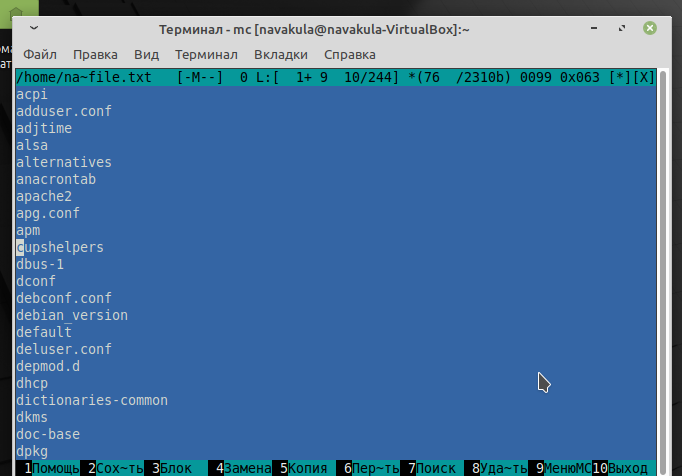 Терминал - mc [navakula@navakula-VirtualBox]:~
Файл Правка Вид Терминал Вкладки Справка
/home/na~file.txt [-M--] 0 L:[ 1+ 9 10/244] *(76 /2310b) 0099 0x063 [*][X]
acpi
adduser.conf
adjtime
alsa
alternatives
anacrontab
apache2
apg.conf
apm
cupshelpers
dbus-1
dconf
debconf.conf
debian_version
default
deluser.conf
depmod.d
dhcp
dictionaries-common
dkms
doc-base
dpkg
1Помощь 2Сох~ть 3Блок 4Замена 5Копия 6Пер~ть 7Поиск 8Уда~ть 9МенюMC 10Выход